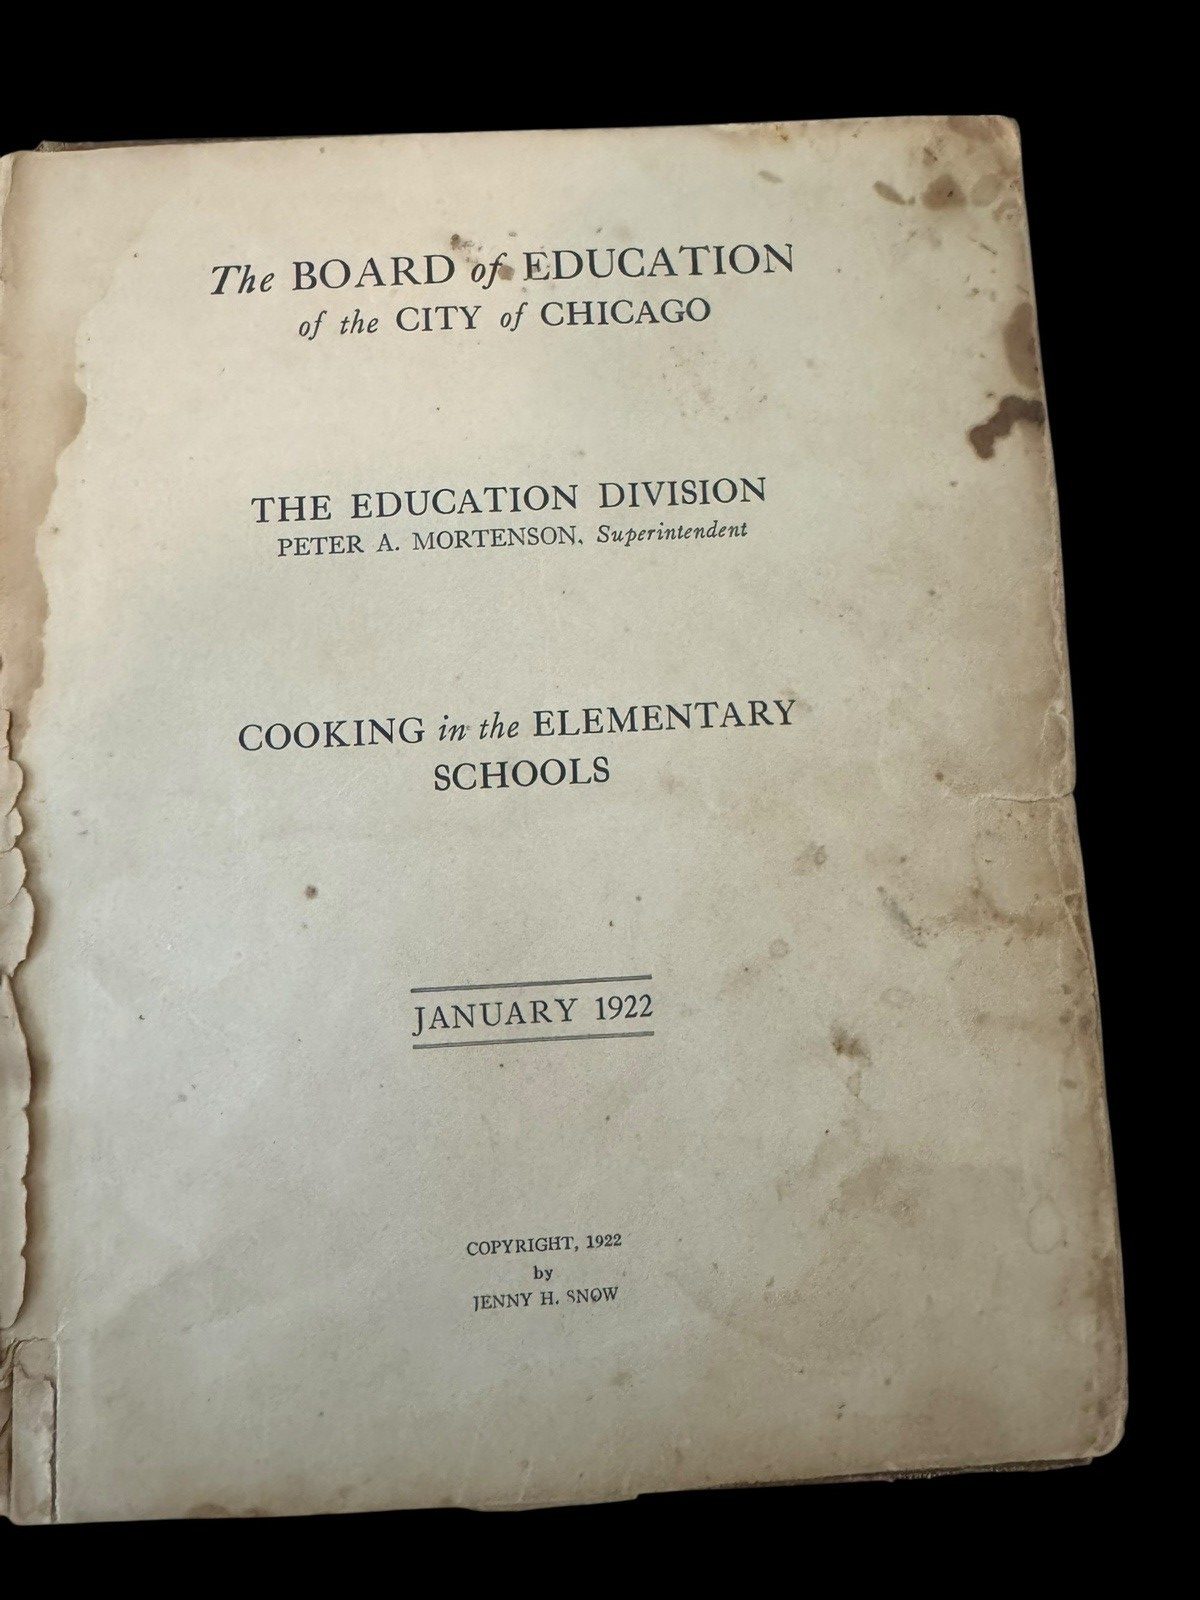 The BOARD of EDUCATION
of the CITY of CHICAGO
THE EDUCATION DIVISION
PETER A. MORTENSON, Superintendent
COOKING in the ELEMENTARY
SCHOOLS
JANUARY 1922
COPYRIGHT, 1922
by
JENNY H. SNOW